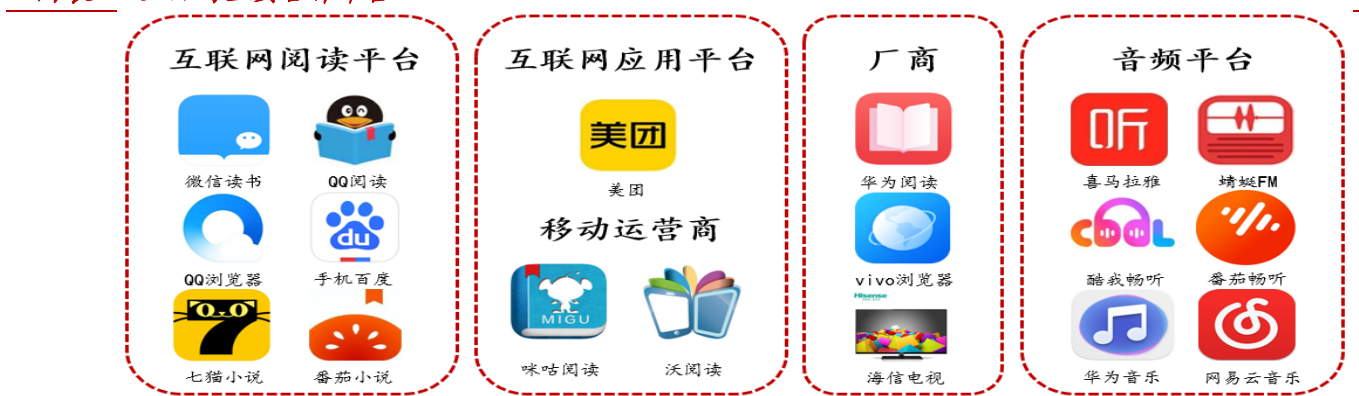 互联网阅读平台
微信读书
QQ阅读
du
QQ浏览器
手机百度
7
七猫小说
番茄小说
互联网应用平台
美团
美团
移动运营商
MIGU
咪咕阅读
沃阅读
厂商
华为阅读
vivo浏览器
Hisense
海信电视
音频平台
听
喜马拉雅
蜻蜓FM
酷我畅听
番茄畅听
华为音乐
网易云音乐